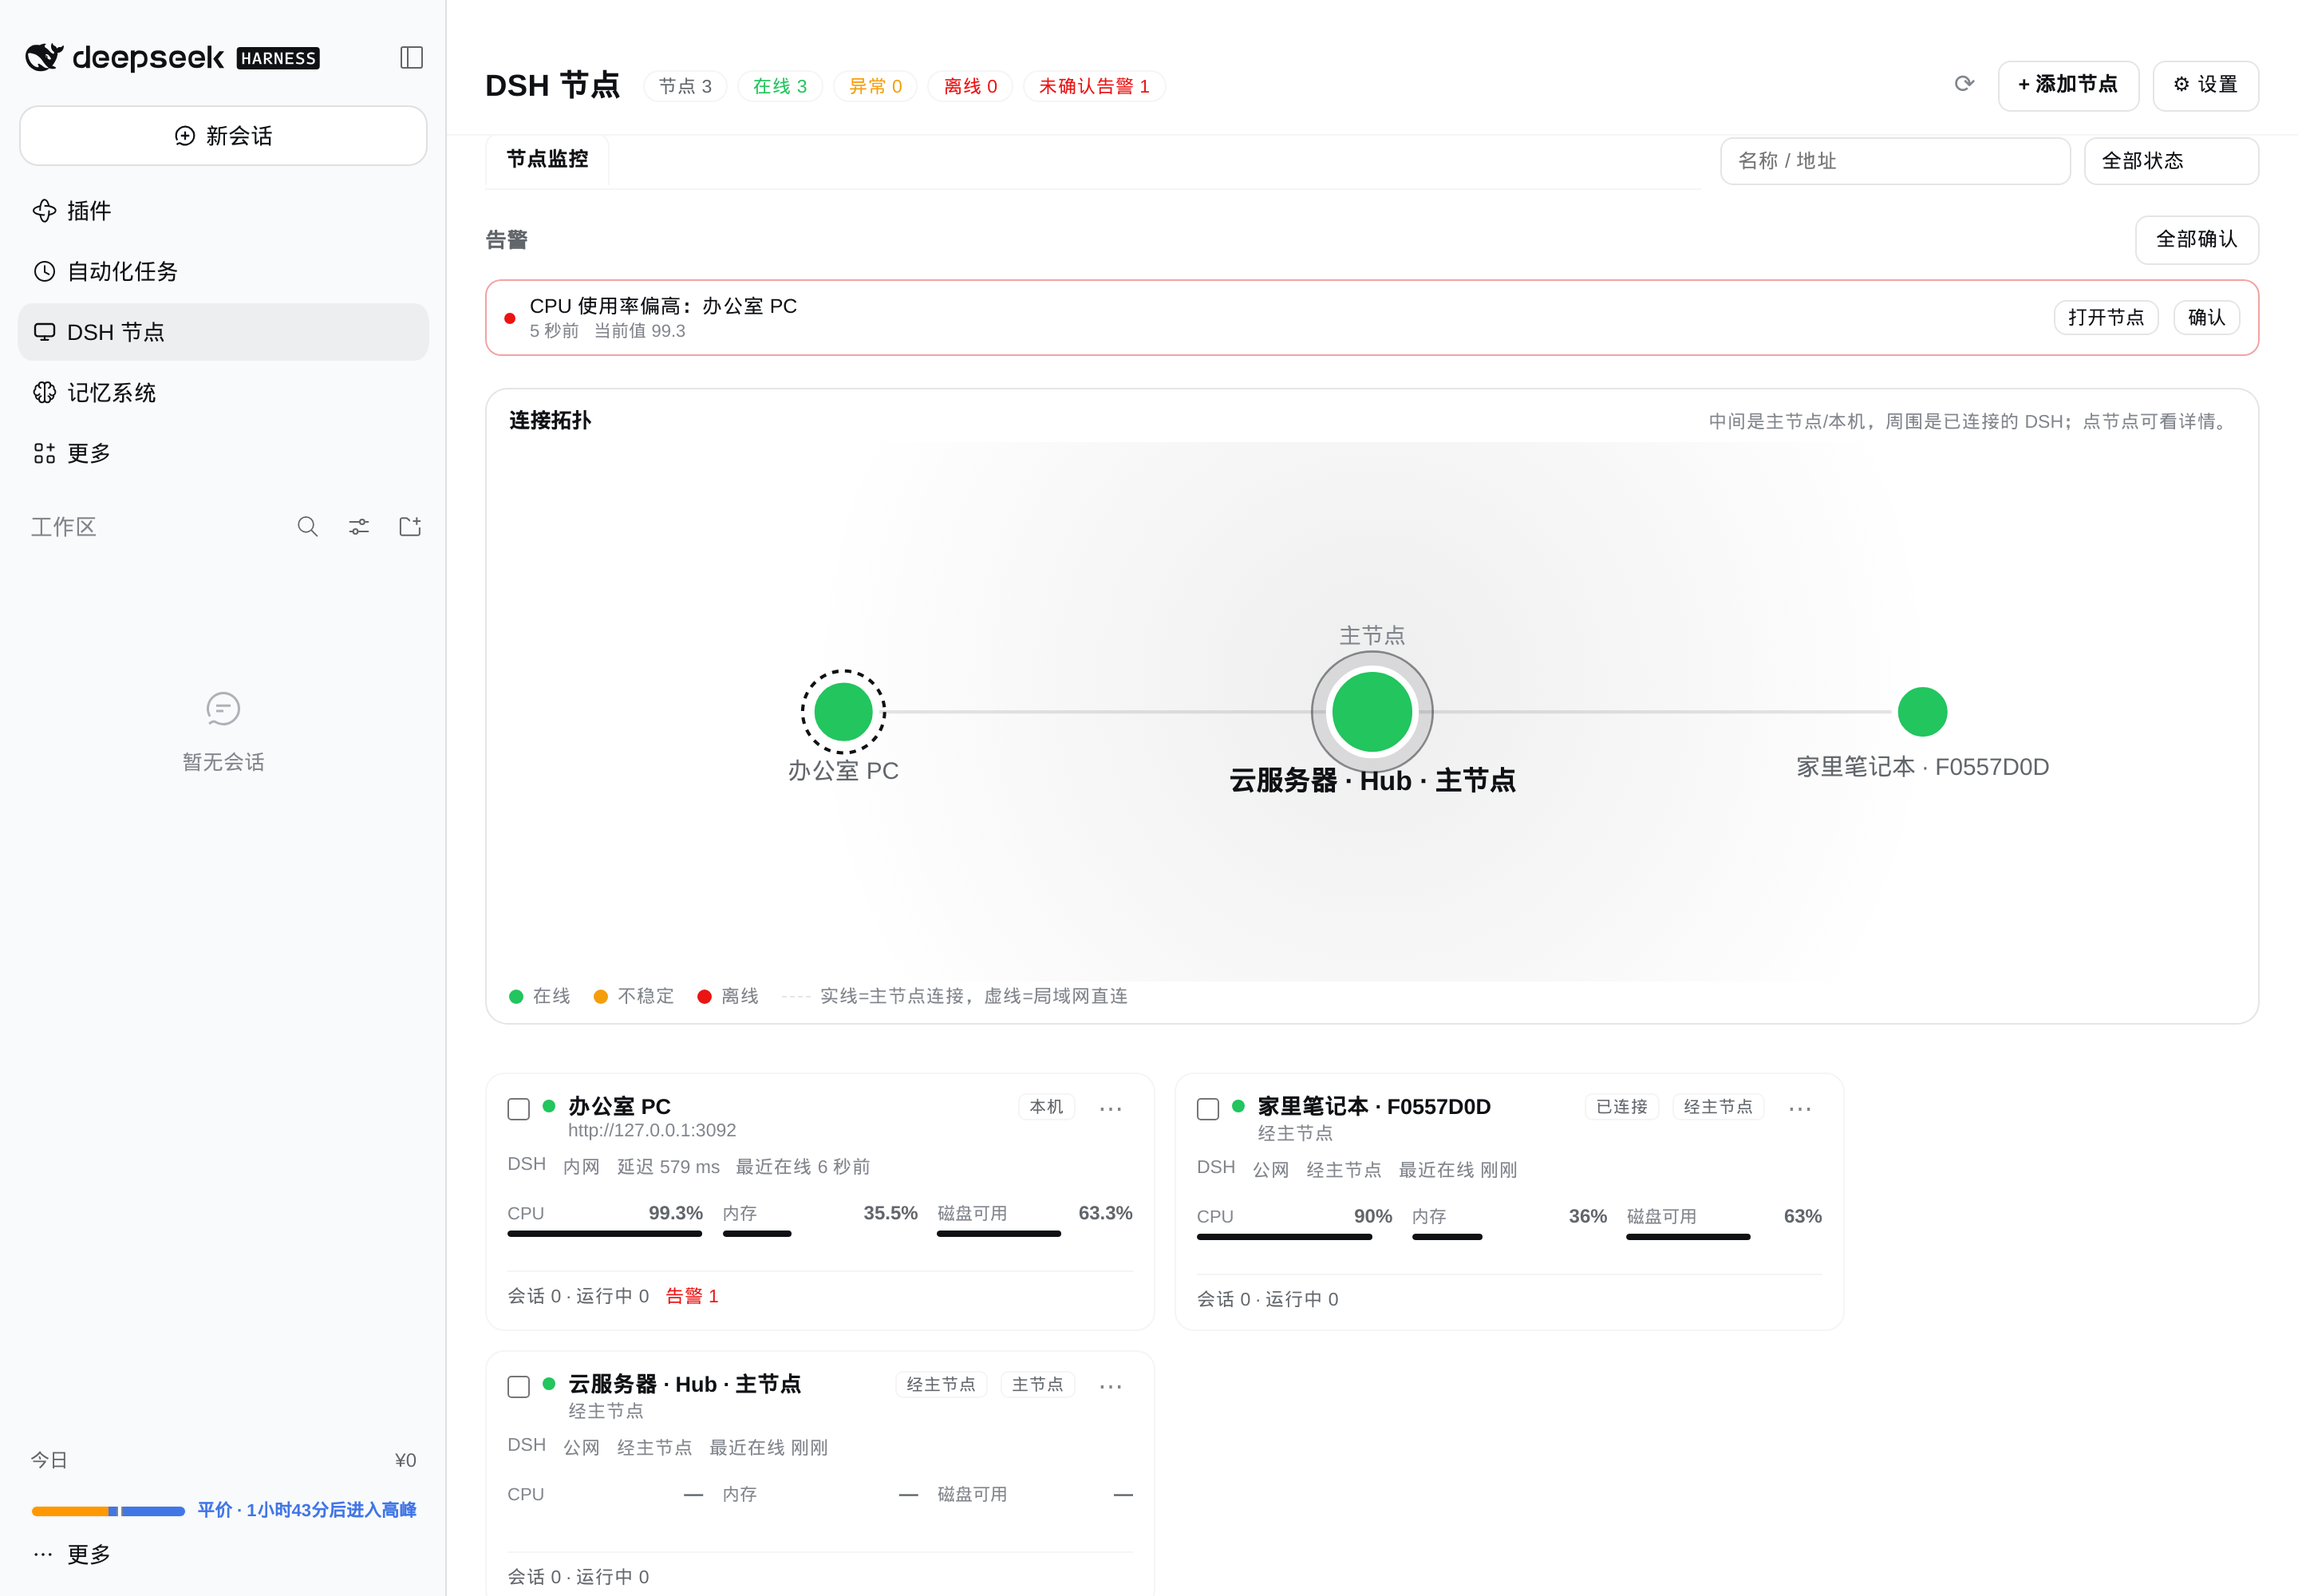 deepseek HARNESS
新会话
插件
自动化任务
DSH 节点
记忆系统
更多
工作区
暂无会话
今日 ¥0
平价 · 1小时43分后进入高峰
更多
DSH 节点 节点 3 在线 3 异常 0 离线 0 未确认告警 1
+ 添加节点 设置
节点监控 名称 / 地址 全部状态
告警 全部确认
CPU 使用率偏高：办公室 PC
5 秒前 当前值 99.3
打开节点 确认
连接拓扑 中间是主节点/本机，周围是已连接的 DSH；点节点可看详情。
主节点
办公室 PC
云服务器 · Hub · 主节点
家里笔记本 · F0557D0D
在线 不稳定 离线 实线=主节点连接，虚线=局域网直连
办公室 PC 本机 ···
http://127.0.0.1:3092
DSH 内网 延迟 579 ms 最近在线 6 秒前
CPU 99.3% 内存 35.5% 磁盘可用 63.3%
会话 0 · 运行中 0 告警 1
家里笔记本 · F0557D0D 已连接 经主节点 ···
经主节点
DSH 公网 经主节点 最近在线 刚刚
CPU 90% 内存 36% 磁盘可用 63%
会话 0 · 运行中 0
云服务器 · Hub · 主节点 经主节点 主节点 ···
经主节点
DSH 公网 经主节点 最近在线 刚刚
CPU — 内存 — 磁盘可用 —
会话 0 · 运行中 0